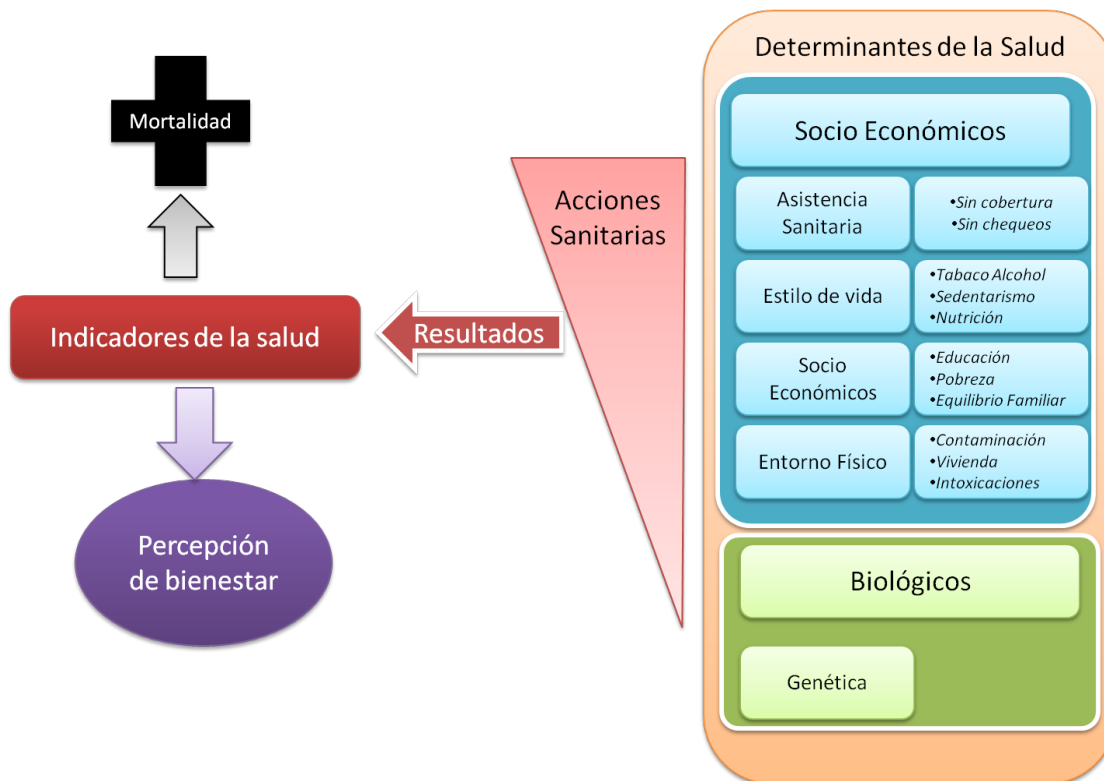 Mortalidad
Indicadores de la salud
Percepción
de bienestar
Resultados
Acciones
Sanitarias
Determinantes de la Salud
Socio Económicos
Asistencia
Sanitaria
•Sin cobertura
•Sin chequeos
Estilo de vida
•Tabaco Alcohol
•Sedentarismo
•Nutrición
Socio
Económicos
•Educación
•Pobreza
•Equilibrio Familiar
Entorno Físico
•Contaminación
•Vivienda
•Intoxicaciones
Biológicos
Genética